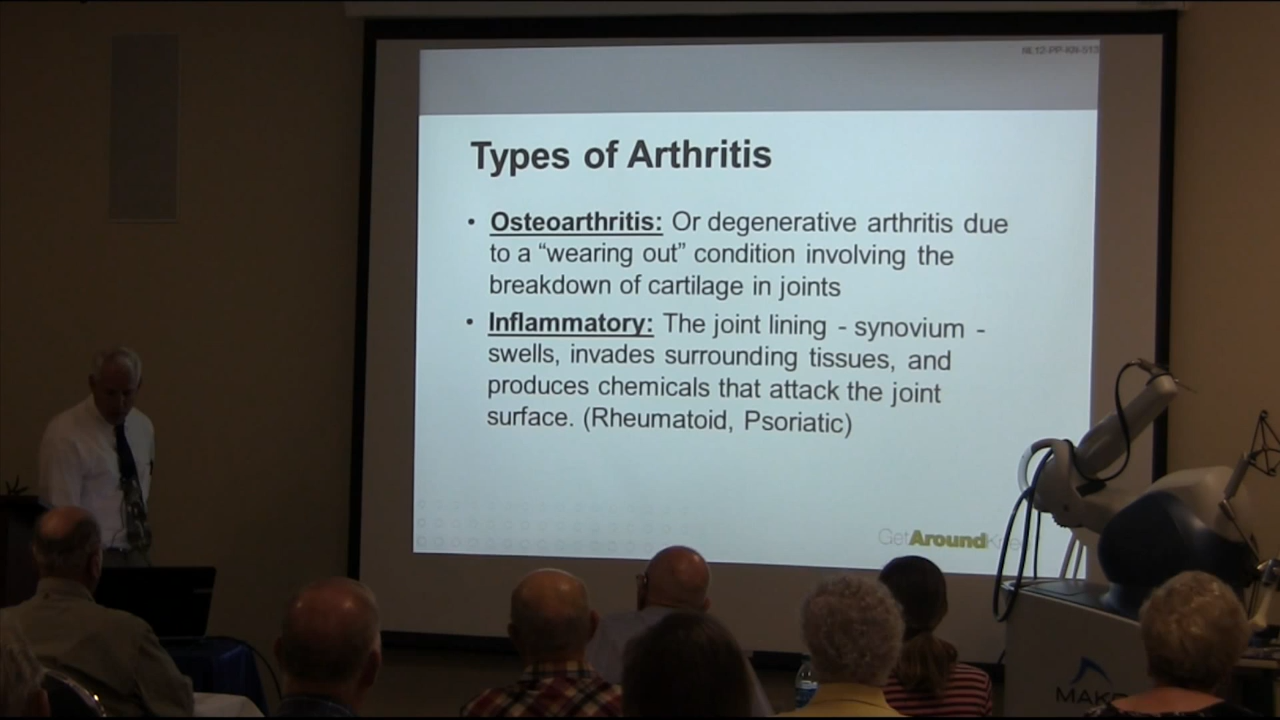 Types of Arthritis
• Osteoarthritis: Or degenerative arthritis due
to a “wearing out” condition involving the
breakdown of cartilage in joints
• Inflammatory: The joint lining - synovium -
swells, invades surrounding tissues, and
produces chemicals that attack the joint
surface. (Rheumatoid, Psoriatic)
GetAround
MAKO